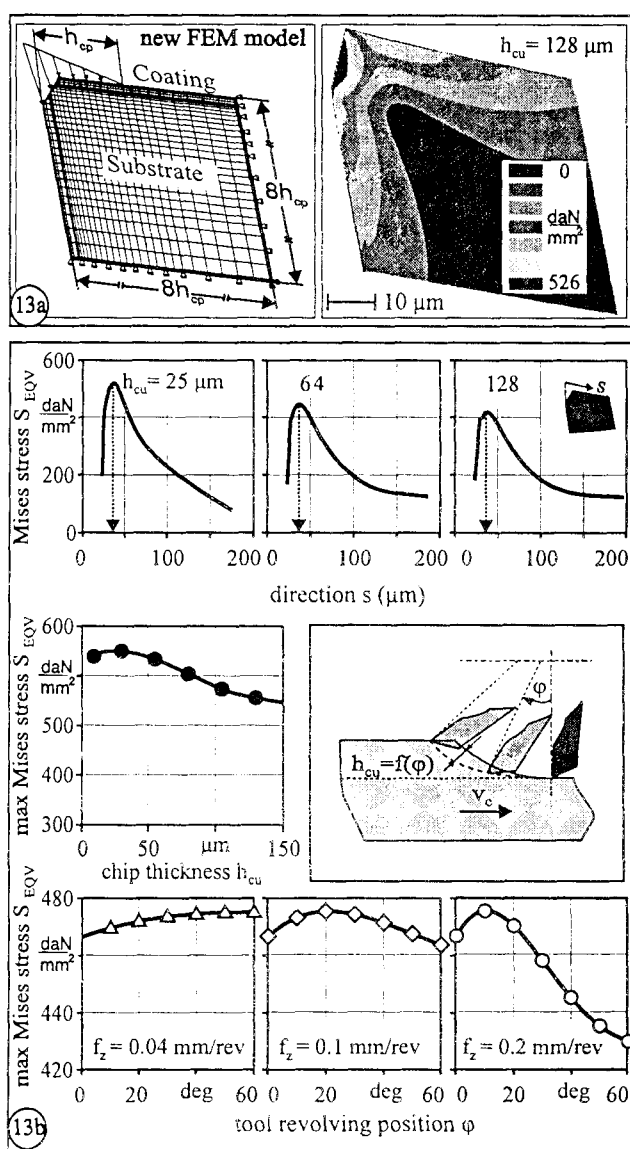 new FEM model
h_cp
Coating
Substrate
8h_cp
8h_cp
13a
h_cu = 128 μm
0
daN
mm²
526
10 μm
Mises stress S_EQV
daN
mm²
600
200
0
h_cu = 25 μm
64
128
s
0 100 200 0 100 200 0 100 200
direction s (μm)
max Mises stress S_EQV
daN
mm²
600
500
400
300
0 50 μm 100 150
chip thickness h_cu
φ
h_cu=f(φ)
v_c
max Mises stress S_EQV
480
daN
mm²
440
420
f_z = 0.04 mm/rev
f_z = 0.1 mm/rev
f_z = 0.2 mm/rev
0 20 deg 60 0 20 deg 60 0 20 deg 60
13b
tool revolving position φ